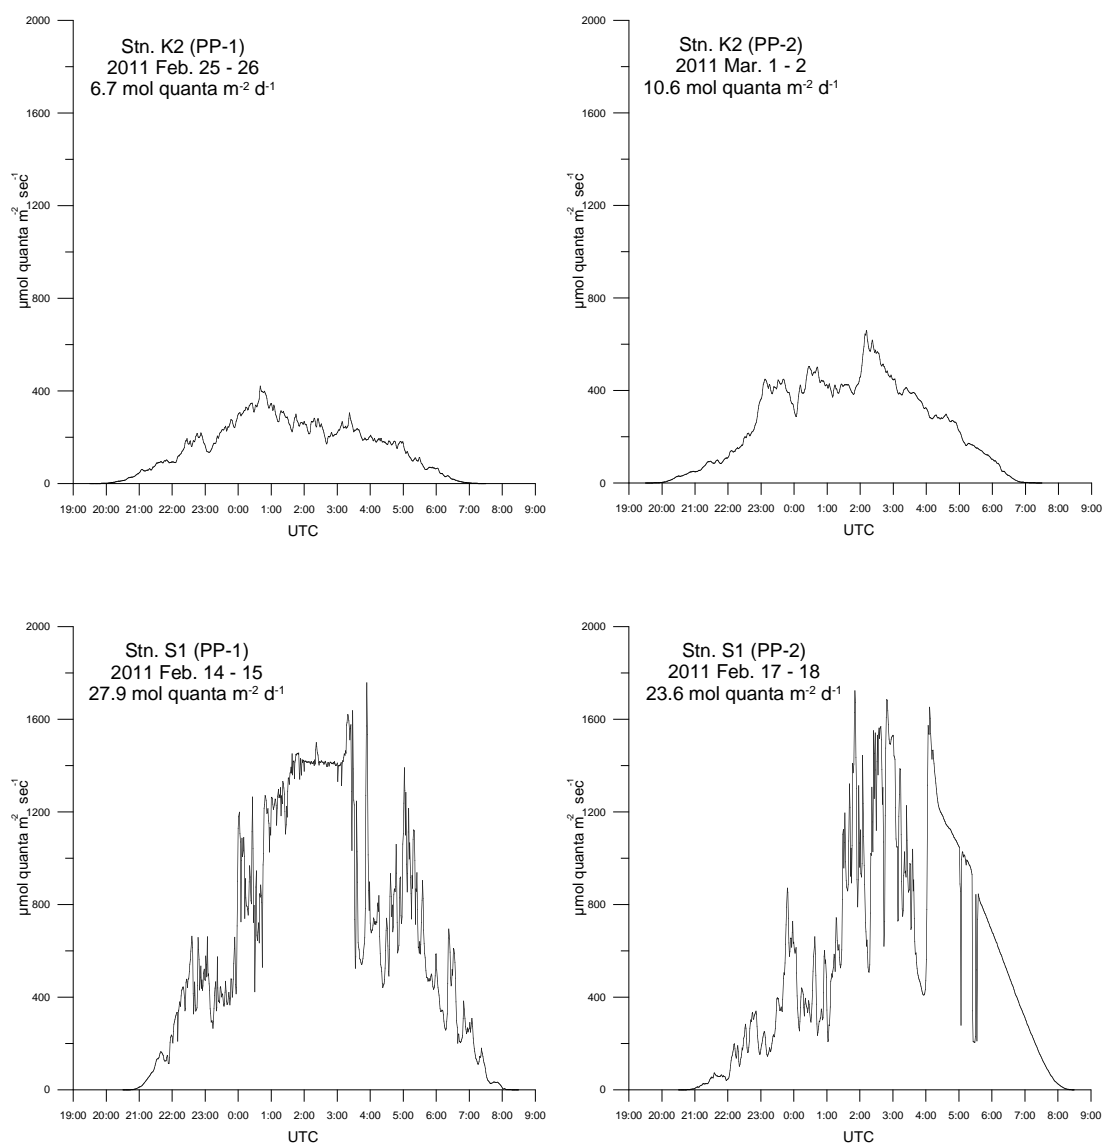 2000
1600
1200
800
400
0
µmol quanta m⁻² sec⁻¹
Stn. K2 (PP-1)
2011 Feb. 25 - 26
6.7 mol quanta m⁻² d⁻¹
19:00 20:00 21:00 22:00 23:00 0:00 1:00 2:00 3:00 4:00 5:00 6:00 7:00 8:00 9:00
UTC
2000
1600
1200
800
400
0
µmol quanta m⁻² sec⁻¹
Stn. K2 (PP-2)
2011 Mar. 1 - 2
10.6 mol quanta m⁻² d⁻¹
19:00 20:00 21:00 22:00 23:00 0:00 1:00 2:00 3:00 4:00 5:00 6:00 7:00 8:00 9:00
UTC
2000
1600
1200
800
400
0
µmol quanta m⁻² sec⁻¹
Stn. S1 (PP-1)
2011 Feb. 14 - 15
27.9 mol quanta m⁻² d⁻¹
19:00 20:00 21:00 22:00 23:00 0:00 1:00 2:00 3:00 4:00 5:00 6:00 7:00 8:00 9:00
UTC
2000
1600
1200
800
400
0
µmol quanta m⁻² sec⁻¹
Stn. S1 (PP-2)
2011 Feb. 17 - 18
23.6 mol quanta m⁻² d⁻¹
19:00 20:00 21:00 22:00 23:00 0:00 1:00 2:00 3:00 4:00 5:00 6:00 7:00 8:00 9:00
UTC